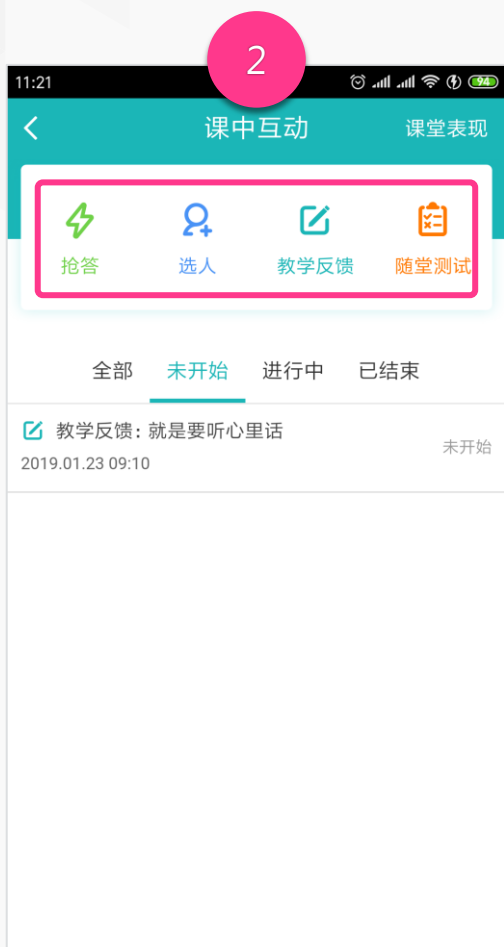 2
11:21
94
课中互动
课堂表现
抢答 选人 教学反馈 随堂测试
全部 未开始 进行中 已结束
教学反馈: 就是要听心里话
未开始
2019.01.23 09:10